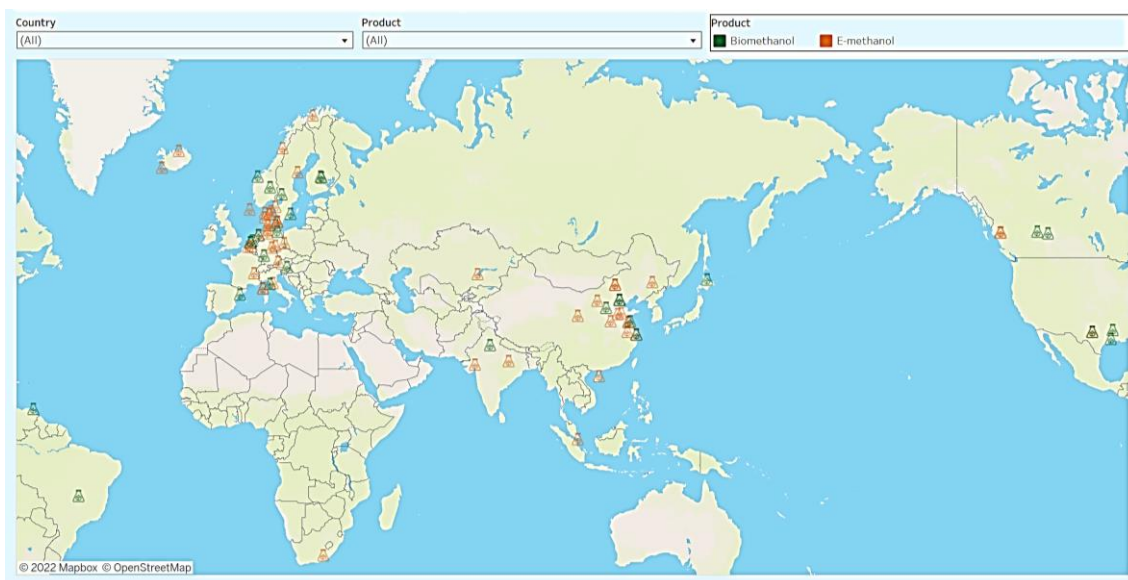 Country
(All)
Product
(All)
Product
Biomethanol
E-methanol
© 2022 Mapbox © OpenStreetMap